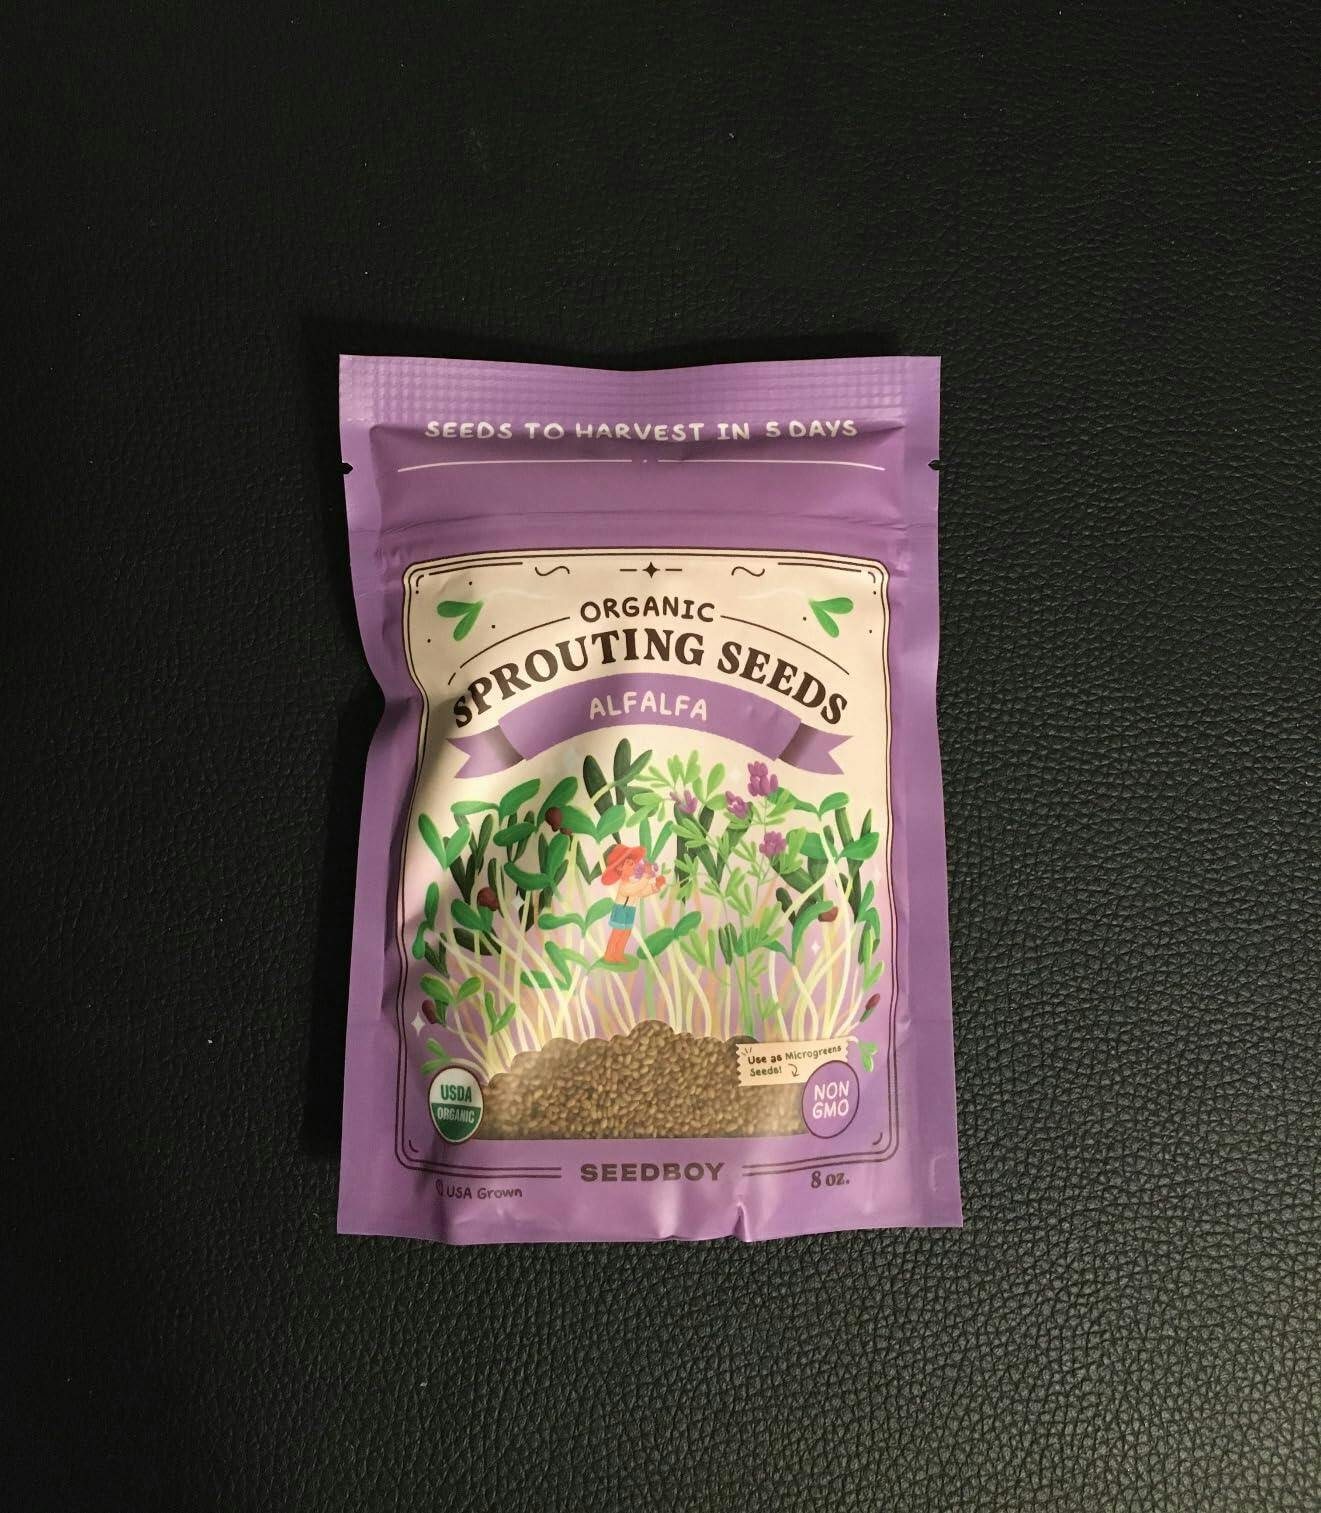 SEEDS TO HARVEST IN 5 DAYS
ORGANIC
SPROUTING SEEDS
ALFALFA
Use as Microgreens
Seeds!
USDA
ORGANIC
NON
GMO
SEEDBOY
USA Grown
8 oz.